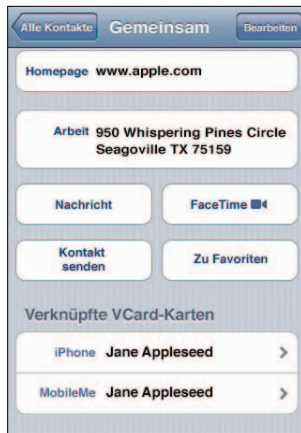 Alle Kontakte Gemeinsam Bearbeiten
Homepage www.apple.com
Arbeit 950 Whispering Pines Circle
Seagoville TX 75159
Nachricht FaceTime
Kontakt
senden
Zu Favoriten
Verknüpfte VCard-Karten
iPhone Jane Appleseed
MobileMe Jane Appleseed